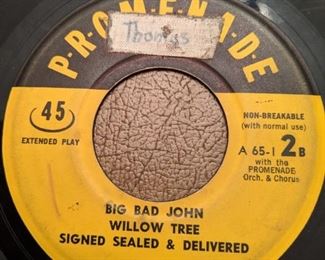 PROMENADE
Thomas
45
EXTENDED PLAY
NON-BREAKABLE
(with normal use)
A 65-1 2B
with the
PROMENADE
Orch. & Chorus
BIG BAD JOHN
WILLOW TREE
SIGNED SEALED & DELIVERED